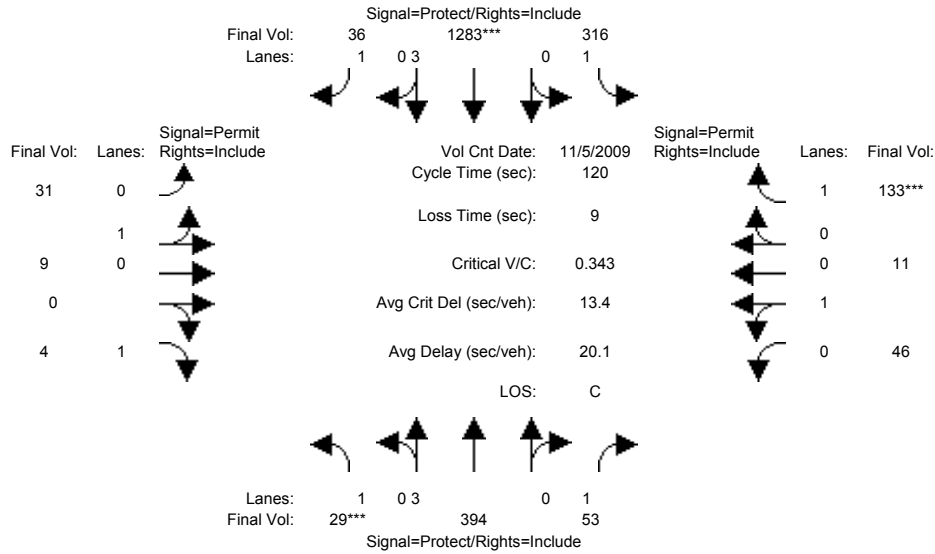 Signal=Protect/Rights=Include
Final Vol: 36 1283*** 316
Lanes: 1 0 3 0 1
Signal=Permit Signal=Permit
Final Vol: Lanes: Rights=Include Vol Cnt Date: 11/5/2009 Rights=Include Lanes: Final Vol:
Cycle Time (sec): 120
31 0 1 133***
Loss Time (sec): 9
1 0
9 0 Critical V/C: 0.343 0 11
0 Avg Crit Del (sec/veh): 13.4 1
4 1 Avg Delay (sec/veh): 20.1 0 46
LOS: C
Lanes: 1 0 3 0 1
Final Vol: 29*** 394 53
Signal=Protect/Rights=Include